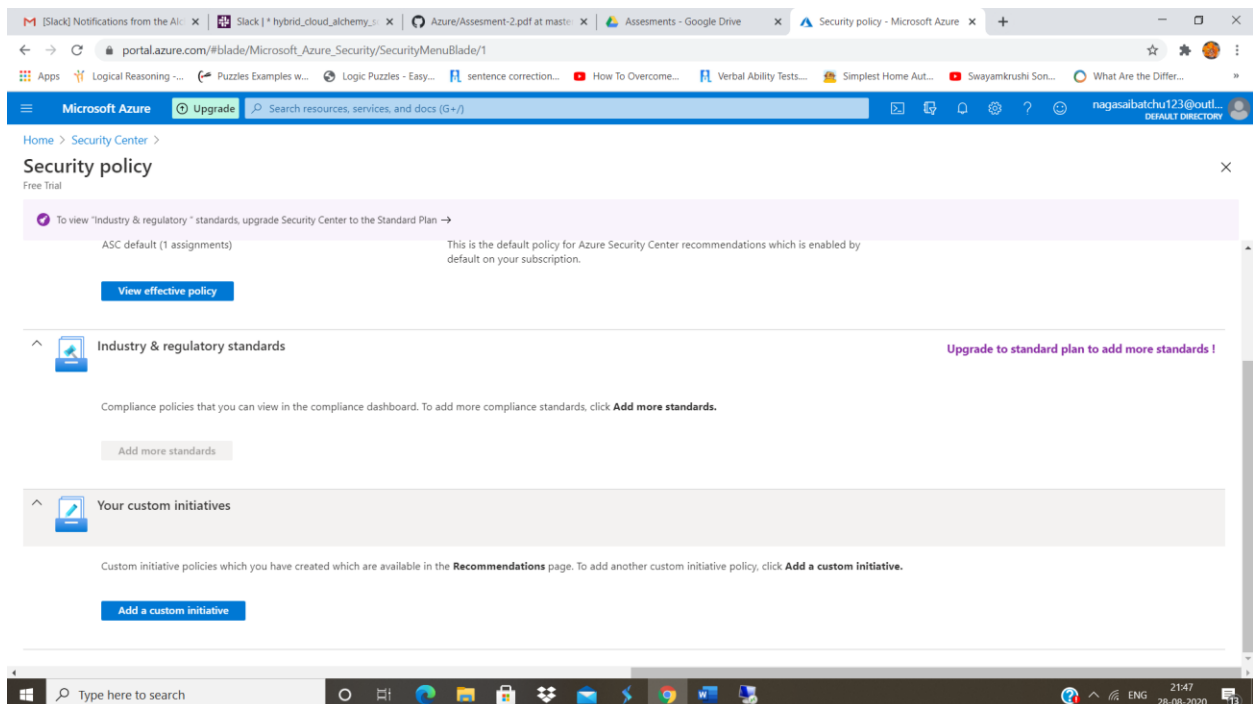 [Slack] Notifications from the Alc
Slack | * hybrid_cloud_alchemy_s
Azure/Assesment-2.pdf at master
Assesments - Google Drive
Security policy - Microsoft Azure
portal.azure.com/#blade/Microsoft_Azure_Security/SecurityMenuBlade/1
Apps
Logical Reasoning -...
Puzzles Examples w...
Logic Puzzles - Easy...
sentence correction...
How To Overcome...
Verbal Ability Tests....
Simplest Home Aut...
Swayamkrushi Son...
What Are the Differ...
Microsoft Azure
Upgrade
Search resources, services, and docs (G+/)
nagasaibatchu123@outl...
DEFAULT DIRECTORY
Home > Security Center >
Security policy
Free Trial
To view "Industry & regulatory " standards, upgrade Security Center to the Standard Plan →
ASC default (1 assignments)
This is the default policy for Azure Security Center recommendations which is enabled by
default on your subscription.
View effective policy
Industry & regulatory standards
Upgrade to standard plan to add more standards !
Compliance policies that you can view in the compliance dashboard. To add more compliance standards, click Add more standards.
Add more standards
Your custom initiatives
Custom initiative policies which you have created which are available in the Recommendations page. To add another custom initiative policy, click Add a custom initiative.
Add a custom initiative
Type here to search
ENG
21:47
28-08-2020
13